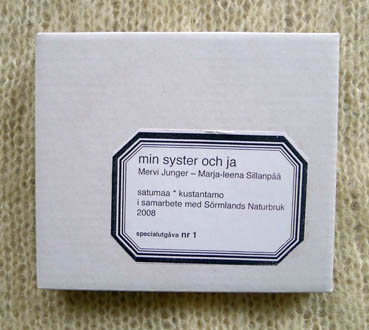 min syster och ja
Mervi Junger – Marja-leena Sillanpää
satumaa * kustantamo
i samarbete med Sörmlands Naturbruk
2008
specialutgåva nr 1